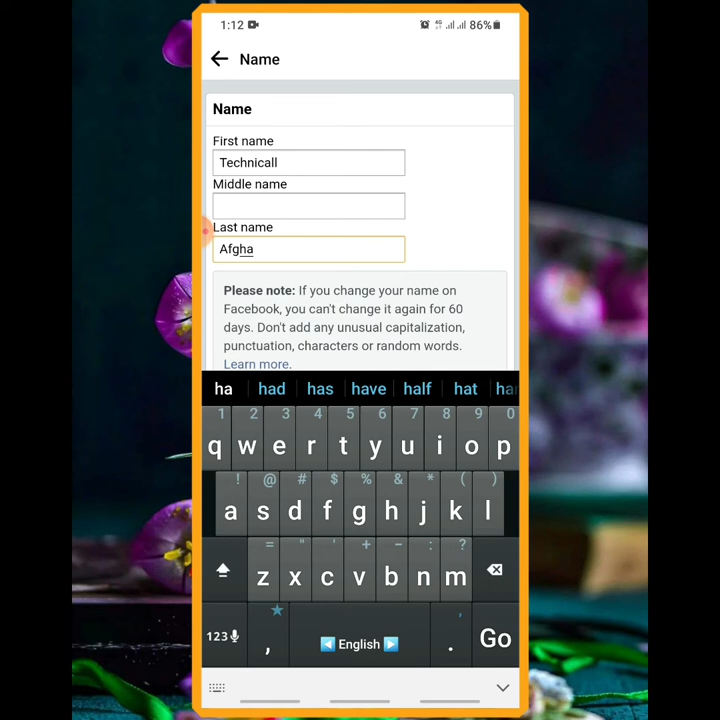 1:12 4G 86%
Name
Name
First name
Technicall
Middle name
Last name
Afgha
Please note: If you change your name on
Facebook, you can't change it again for 60
days. Don't add any unusual capitalization,
punctuation, characters or random words.
Learn more.
ha had has have half hat har
1 2 3 4 5 6 7 8 9 0
q w e r t y u i o p
! @ # $ % & * ( )
a s d f g h j k l
= " ' + - : ?
z x c v b n m
123 , English . ' Go